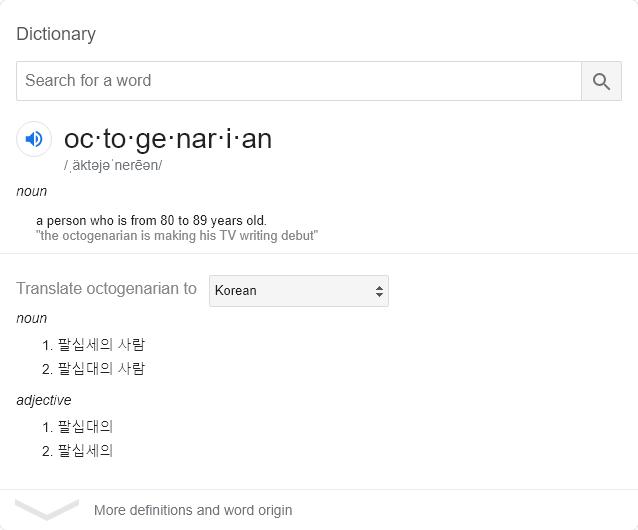 Dictionary
Search for a word
oc·to·ge·nar·i·an
/ˌäktəjəˈnerēən/
noun
a person who is from 80 to 89 years old.
"the octogenarian is making his TV writing debut"
Translate octogenarian to Korean
noun
1. 팔십세의 사람
2. 팔십대의 사람
adjective
1. 팔십대의
2. 팔십세의
More definitions and word origin